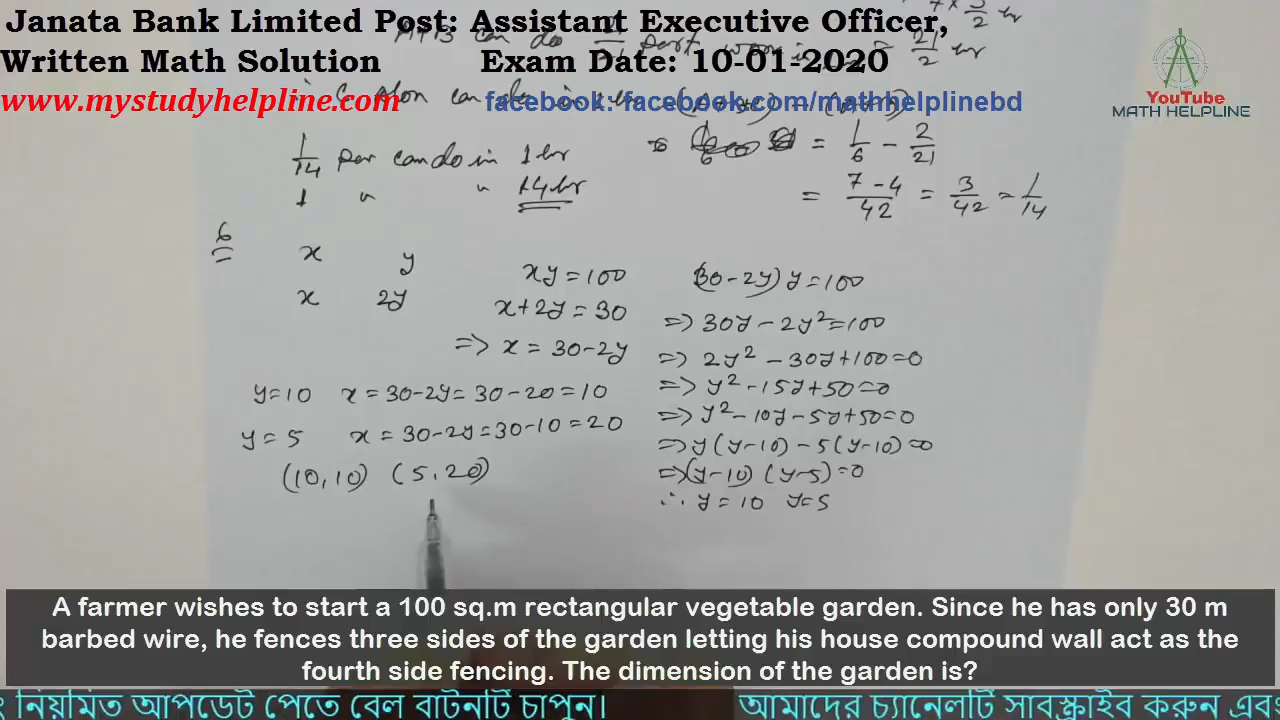 Janata Bank Limited Post: Assistant Executive Officer,
Written Math Solution Exam Date: 10-01-2020
www.mystudyhelpline.com facebook: facebook.com/mathhelplinebd
YouTube
MATH HELPLINE
1/14 par can do in 1 hr
1 " " 14 hr
= 1/6 - 2/21
= 7-4/42 = 3/42 = 1/14
6
x y
x 2y
xy = 100
x+2y = 30
=> x = 30-2y
y=10 x = 30-2y = 30-20 = 10
y = 5 x = 30-2y = 30-10 = 20
(10,10) (5,20)
(30-2y) y = 100
=> 30y - 2y² = 100
=> 2y² - 30y + 100 = 0
=> y² - 15y + 50 = 0
=> y² - 10y - 5y + 50 = 0
=> y(y-10) - 5(y-10) = 0
=> (y-10) (y-5) = 0
∴ y = 10 y = 5
A farmer wishes to start a 100 sq.m rectangular vegetable garden. Since he has only 30 m
barbed wire, he fences three sides of the garden letting his house compound wall act as the
fourth side fencing. The dimension of the garden is?
নিয়মিত আপডেট পেতে বেল বাটনটি চাপুন। আমাদের চ্যানেলটি সাবস্ক্রাইব করুন এবং